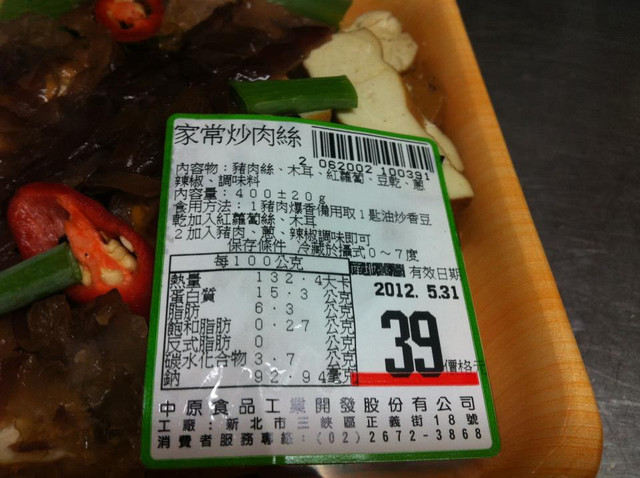 家常炒肉絲
2 062002 100391
內容物：豬肉絲、木耳、紅蘿蔔、豆乾、蔥
辣椒、調味料
內容量：400±20g
食用方法：1豬肉爆香備用取1匙油炒香豆
乾加入紅蘿蔔絲、木耳
2加入豬肉、蔥、辣椒調味即可
保存條件 冷藏於攝式0~7度
每100公克
有效日期
熱量 132.4大卡
2012. 5.31
蛋白質 15.3公克
脂肪 6.3公克
飽和脂肪 0.27公克
反式脂肪 0公克
碳水化合物 3.7公克
鈉 92.94毫克
39
價格元
中原食品工業開發股份有公司
工廠：新北市三峽區正義街18號
消費者服務專線：(02)2672-3868